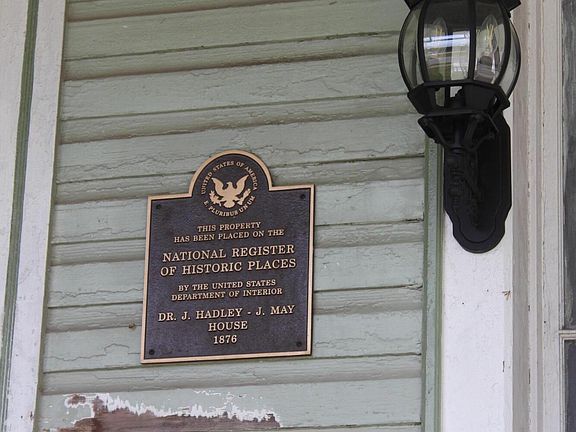 UNITED STATES OF AMERICA
E PLURIBUS UNUM
THIS PROPERTY
HAS BEEN PLACED ON THE
NATIONAL REGISTER
OF HISTORIC PLACES
BY THE UNITED STATES
DEPARTMENT OF INTERIOR
DR. J. HADLEY - J. MAY
HOUSE
1876